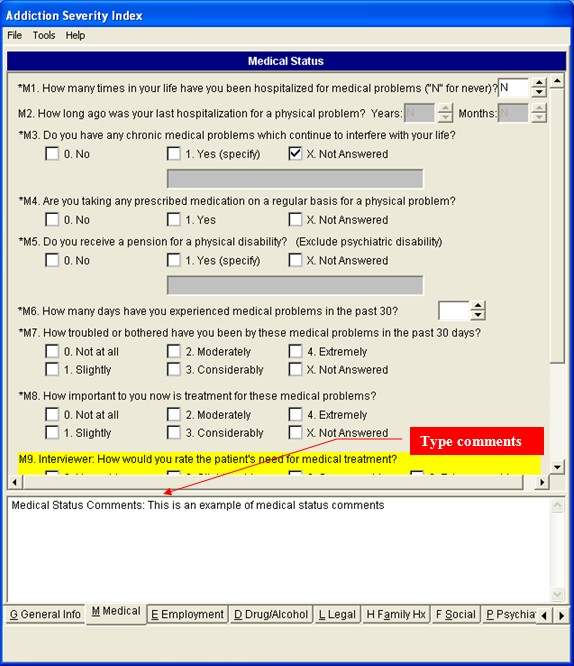 Addiction Severity Index
File Tools Help
Medical Status
*M1. How many times in your life have you been hospitalized for medical problems ("N" for never)? N
M2. How long ago was your last hospitalization for a physical problem? Years: N Months: N
*M3. Do you have any chronic medical problems which continue to interfere with your life?
0. No 1. Yes (specify) X. Not Answered
*M4. Are you taking any prescribed medication on a regular basis for a physical problem?
0. No 1. Yes X. Not Answered
*M5. Do you receive a pension for a physical disability? (Exclude psychiatric disability)
0. No 1. Yes (specify) X. Not Answered
*M6. How many days have you experienced medical problems in the past 30?
*M7. How troubled or bothered have you been by these medical problems in the past 30 days?
0. Not at all 2. Moderately 4. Extremely
1. Slightly 3. Considerably X. Not Answered
*M8. How important to you now is treatment for these medical problems?
0. Not at all 2. Moderately 4. Extremely
1. Slightly 3. Considerably X. Not Answered
Type comments
M9. Interviewer: How would you rate the patient's need for medical treatment?
Medical Status Comments: This is an example of medical status comments
G General Info M Medical E Employment D Drug/Alcohol L Legal H Family Hx F Social P Psychia